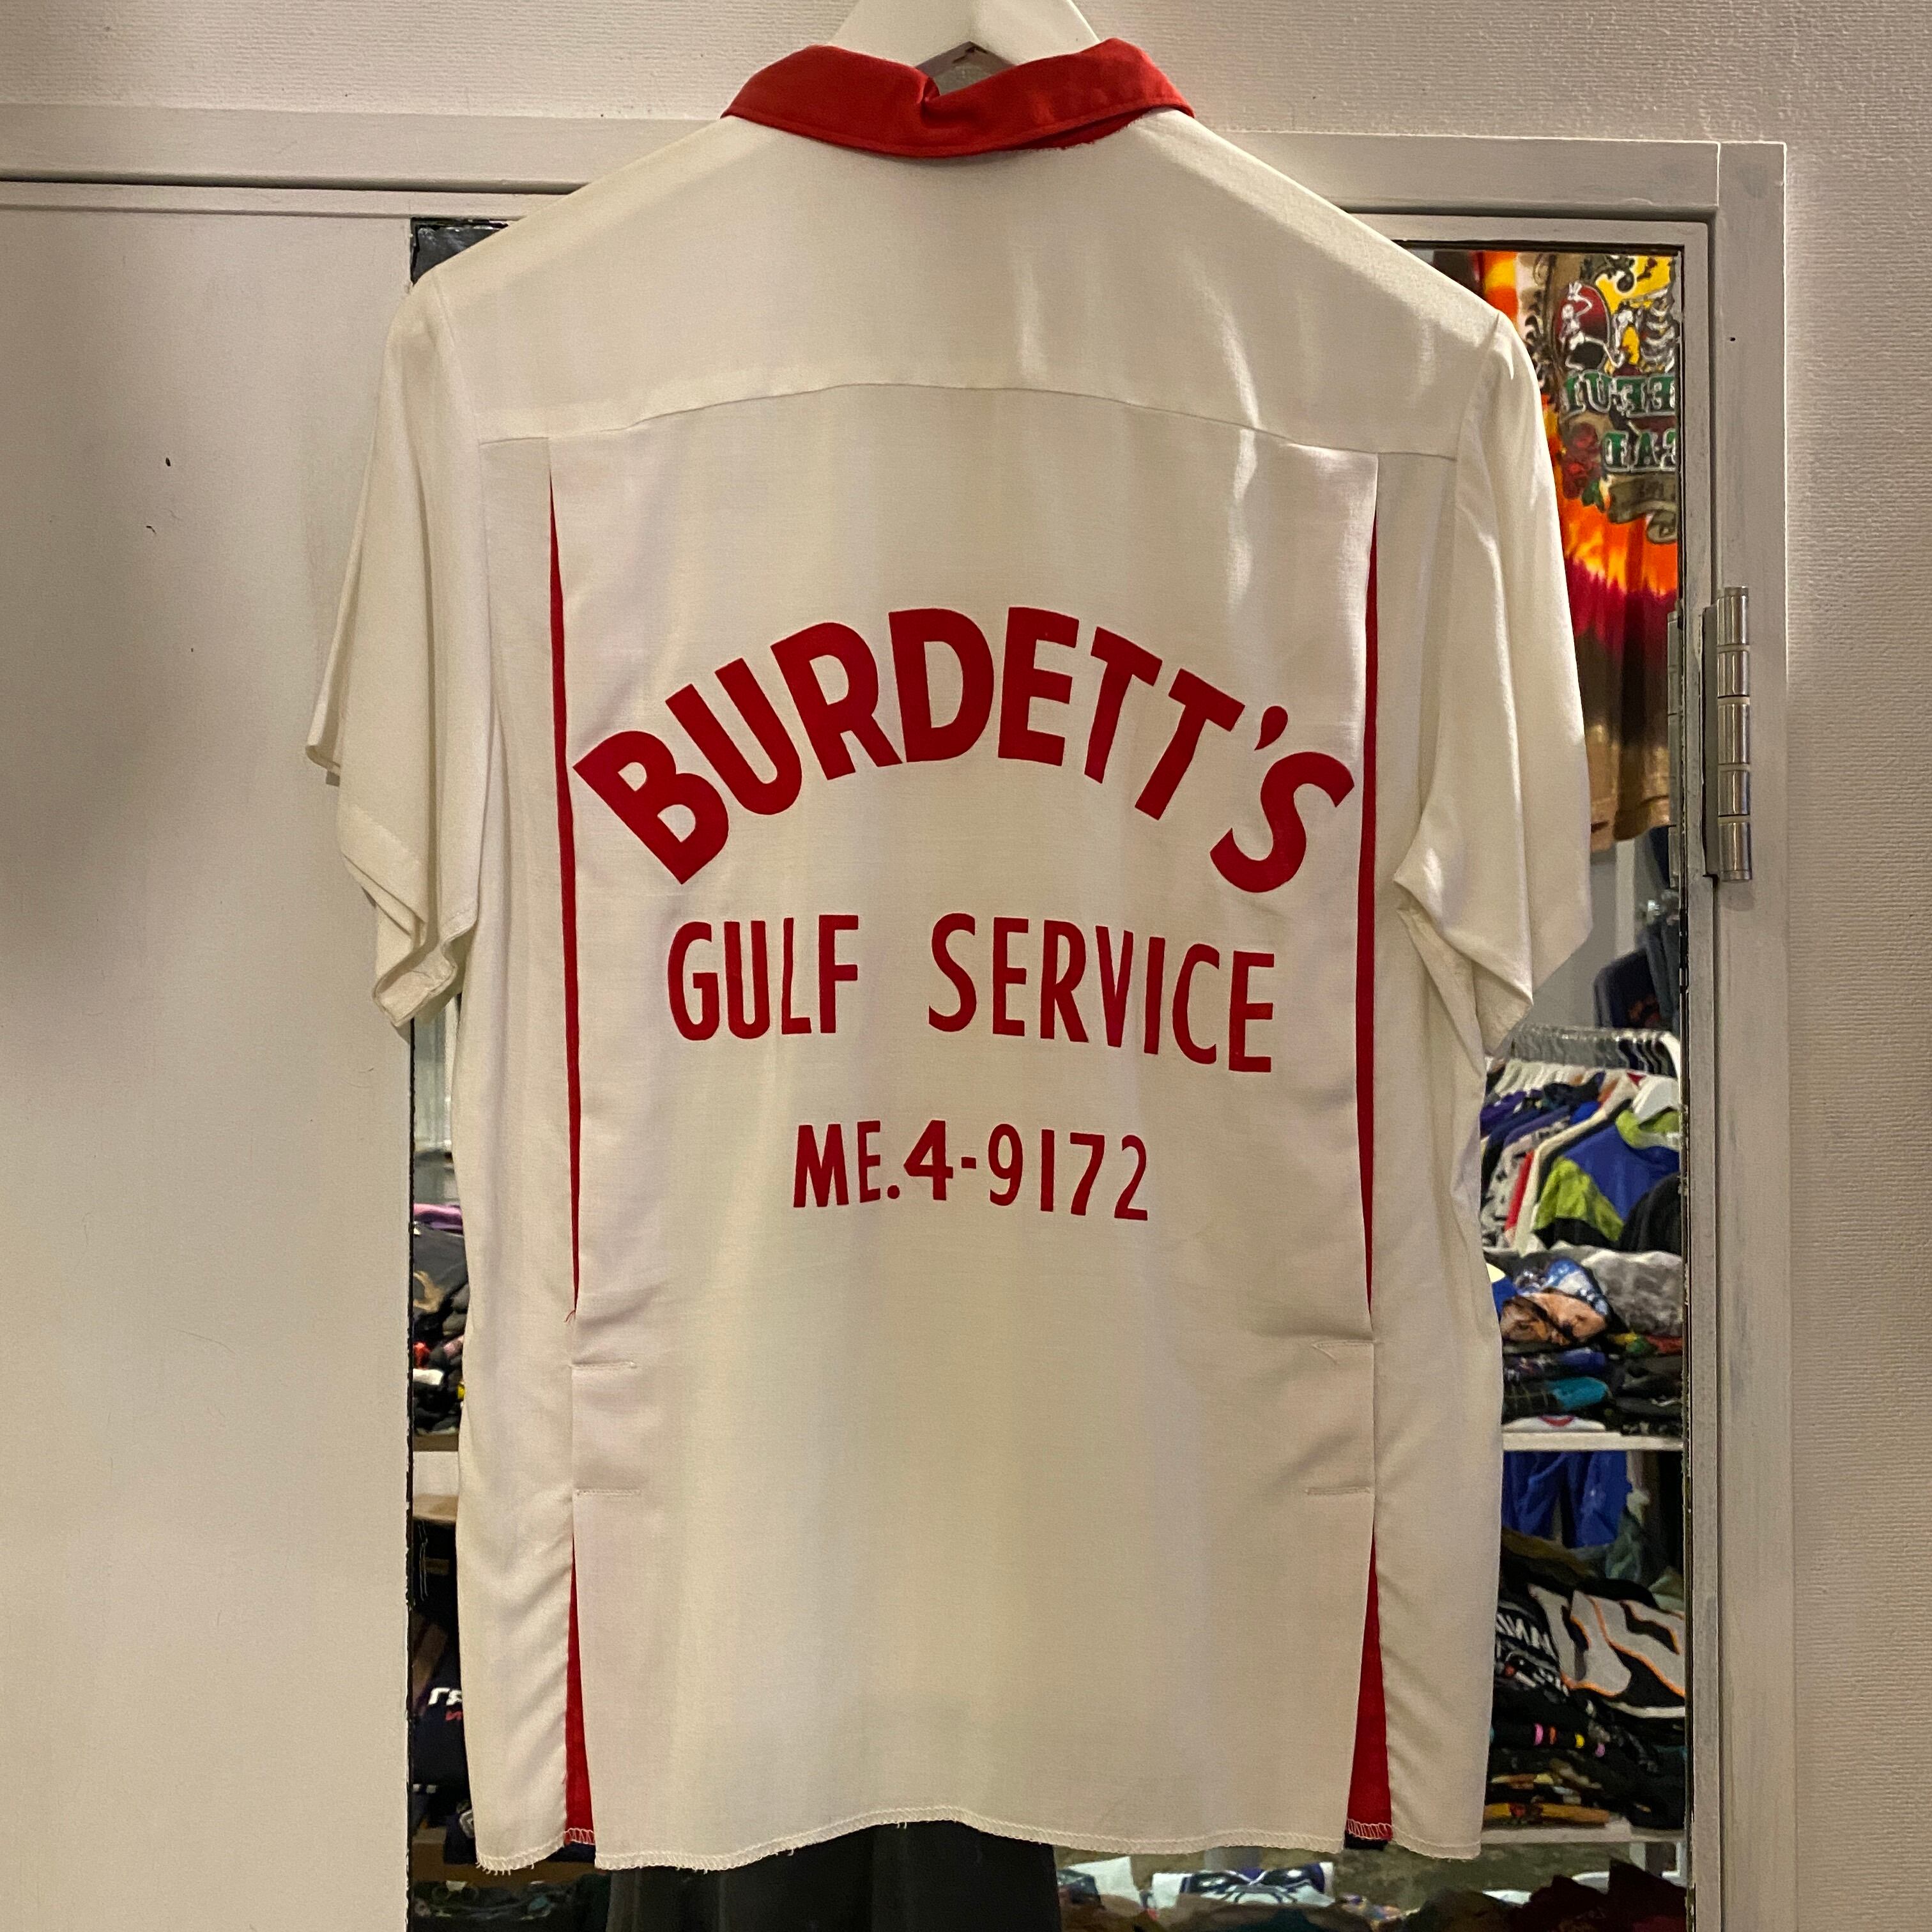 BURDETT'S
GULF SERVICE
ME.4-9172